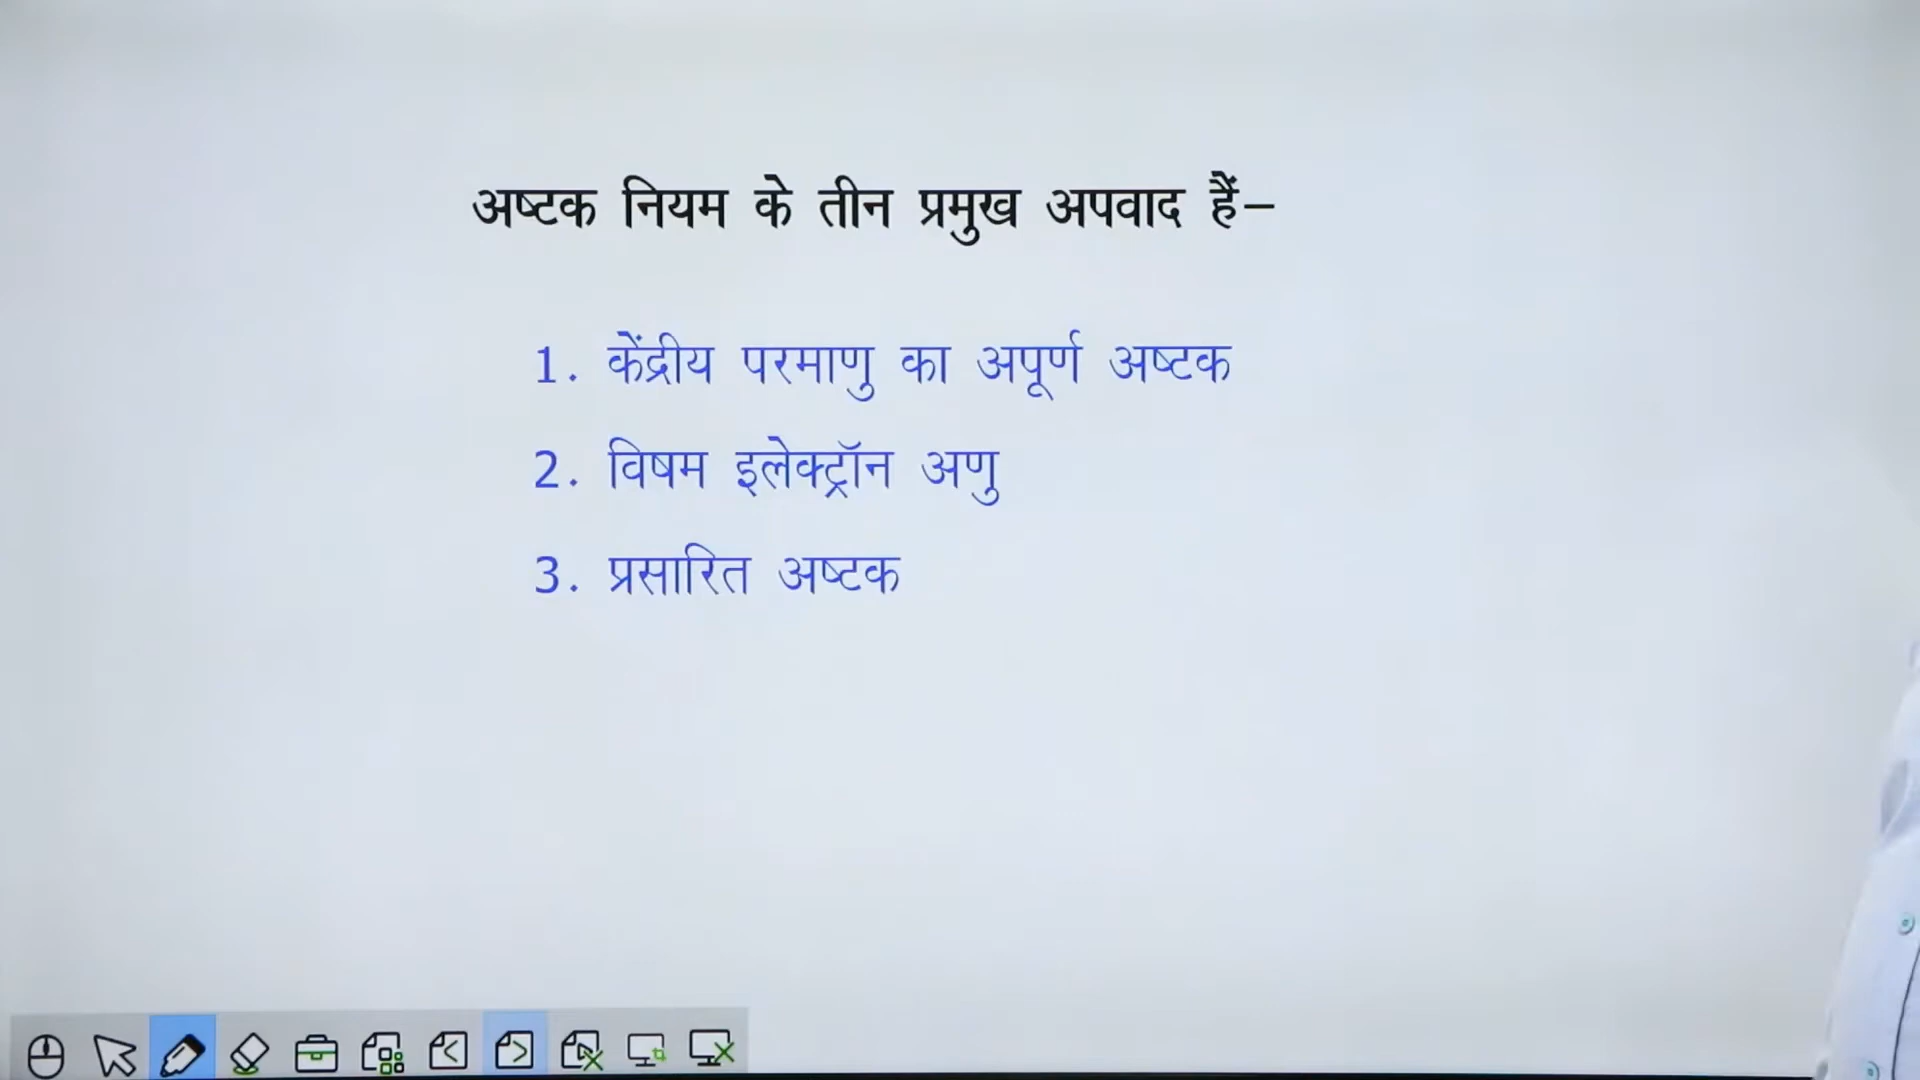 अष्टक नियम के तीन प्रमुख अपवाद हैं–
1. केंद्रीय परमाणु का अपूर्ण अष्टक
2. विषम इलेक्ट्रॉन अणु
3. प्रसारित अष्टक